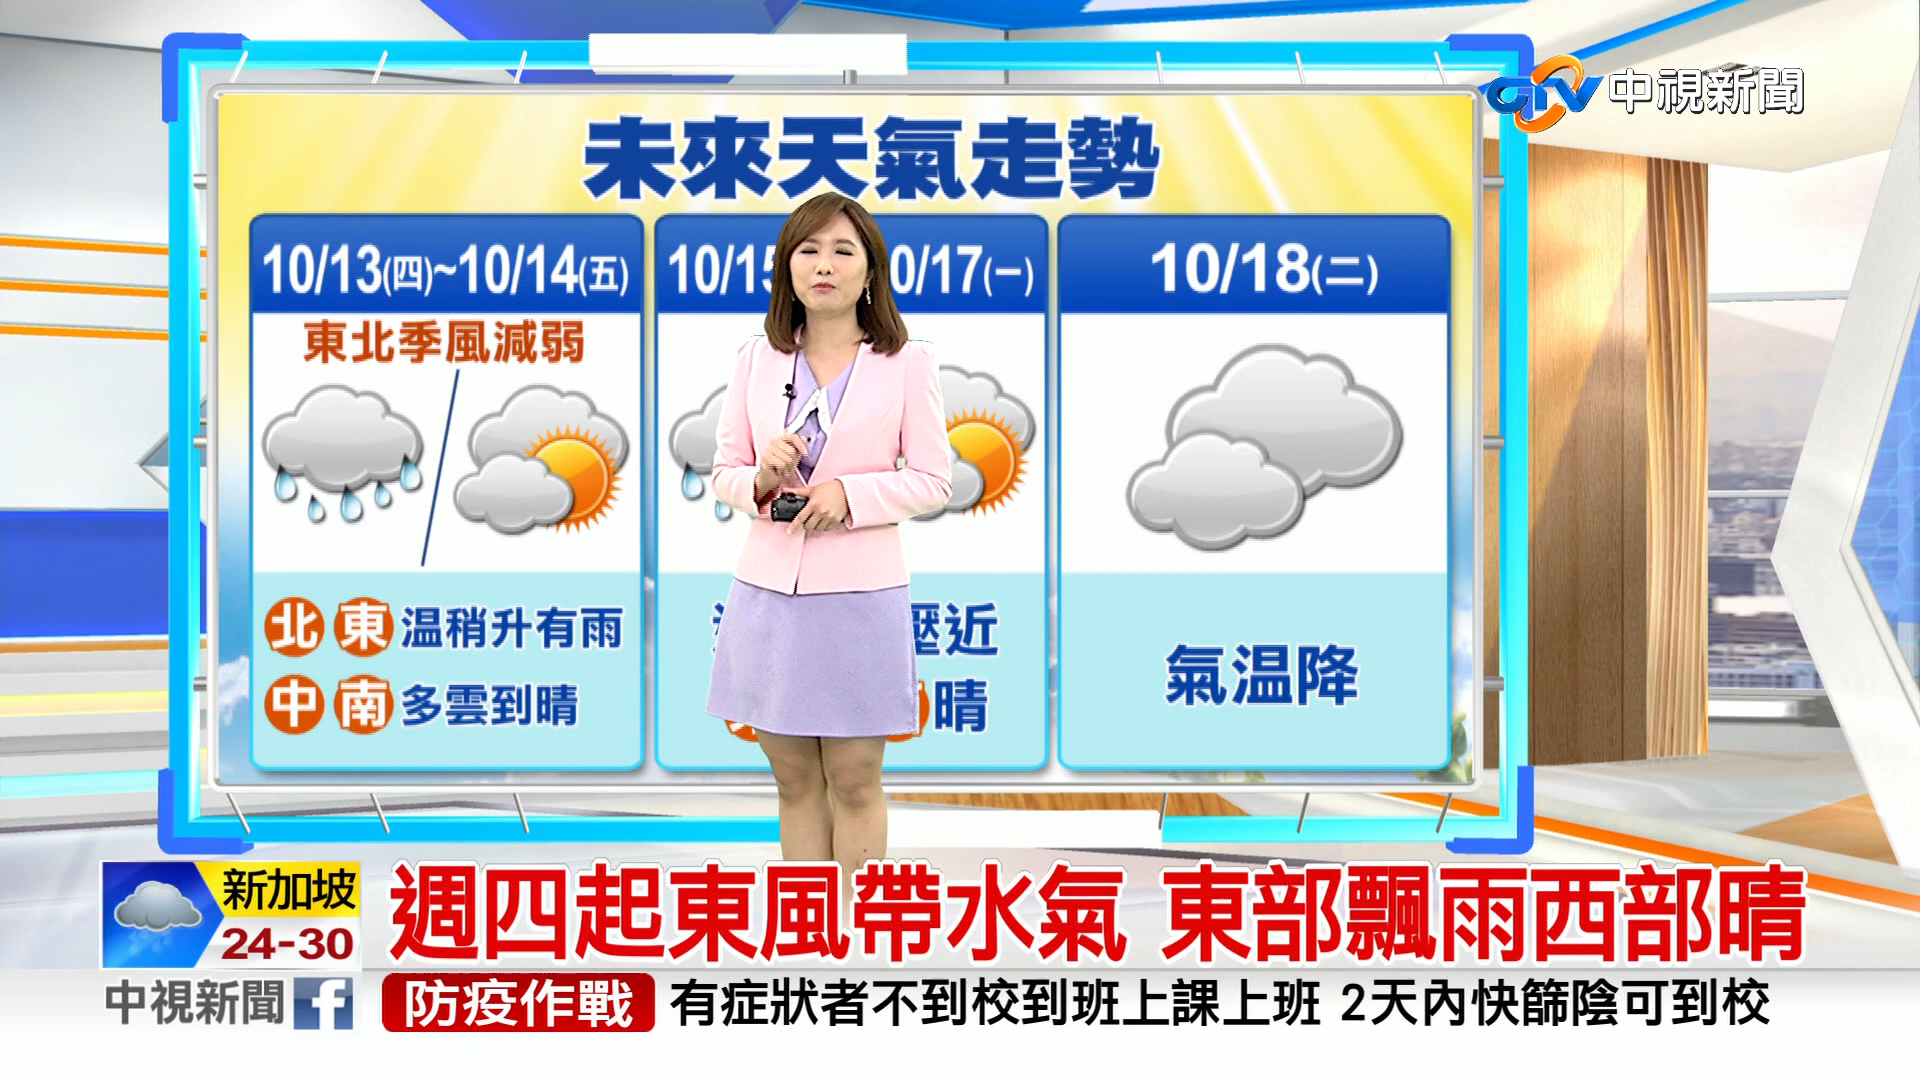 CTV 中視新聞
未來天氣走勢
10/13(四)~10/14(五)
東北季風減弱
北 東 温稍升有雨
中 南 多雲到晴
10/15
0/17(一)
壓近
晴
10/18(二)
氣温降
新加坡
24-30
週四起東風帶水氣 東部飄雨西部晴
中視新聞 f
防疫作戰 有症狀者不到校到班上課上班 2天內快篩陰可到校